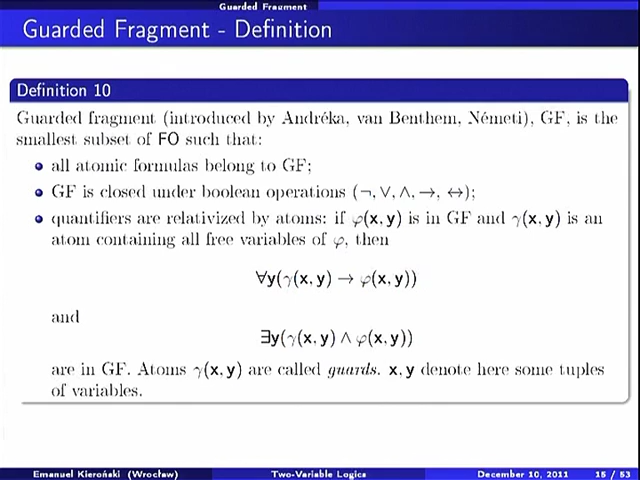 Guarded Fragment
Guarded Fragment - Definition
Definition 10
Guarded fragment (introduced by Andréka, van Benthem, Németi), GF, is the
smallest subset of FO such that:
• all atomic formulas belong to GF;
• GF is closed under boolean operations (¬, ∨, ∧, →, ↔);
• quantifiers are relativized by atoms: if φ(x, y) is in GF and γ(x, y) is an
atom containing all free variables of φ, then
∀y(γ(x, y) → φ(x, y))
and
∃y(γ(x, y) ∧ φ(x, y))
are in GF. Atoms γ(x, y) are called guards. x, y denote here some tuples
of variables.
Emanuel Kieroński (Wrocław) Two-Variable Logics December 10, 2011 15 / 53